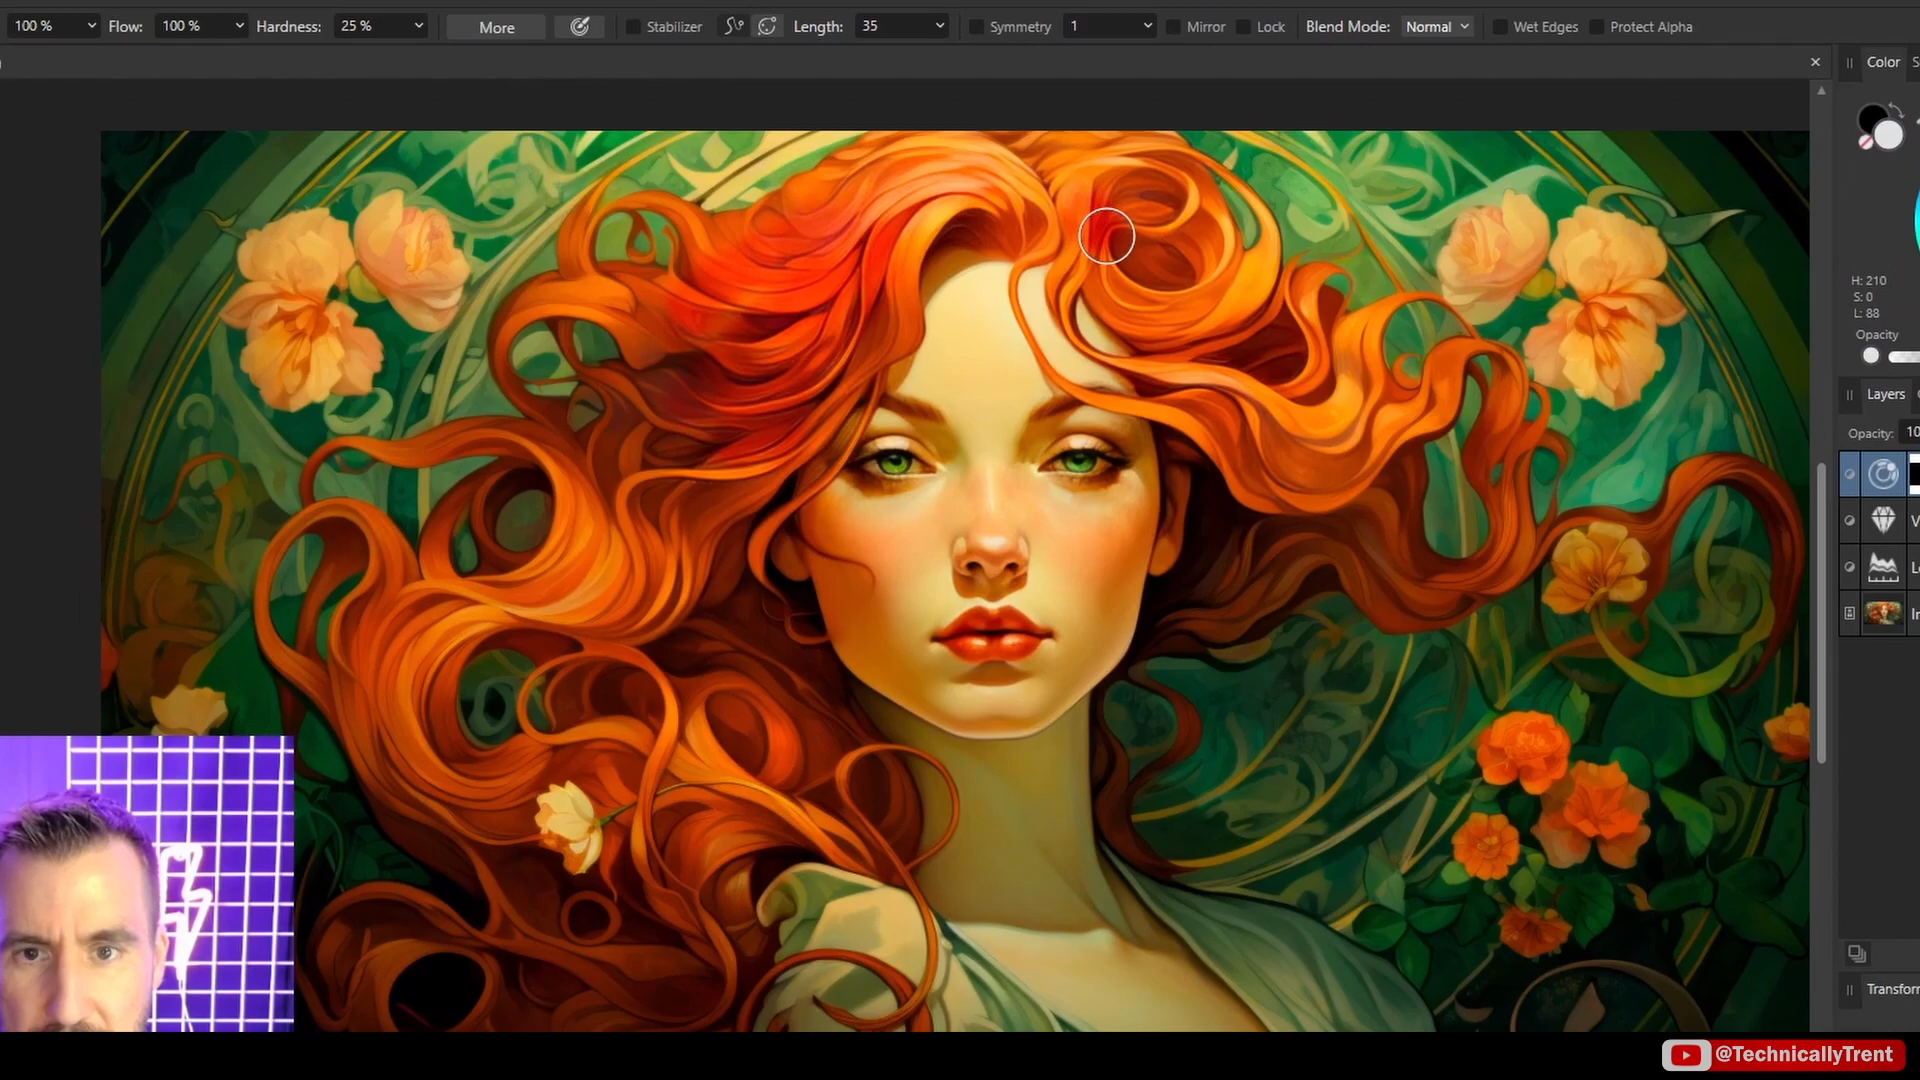 100 % Flow: 100 % Hardness: 25 % More Stabilizer Length: 35 Symmetry 1 Mirror Lock Blend Mode: Normal Wet Edges Protect Alpha
Color
H: 210
S: 0
L: 88
Opacity
Layers
Opacity: 10
Transform
@TechnicallyTrent